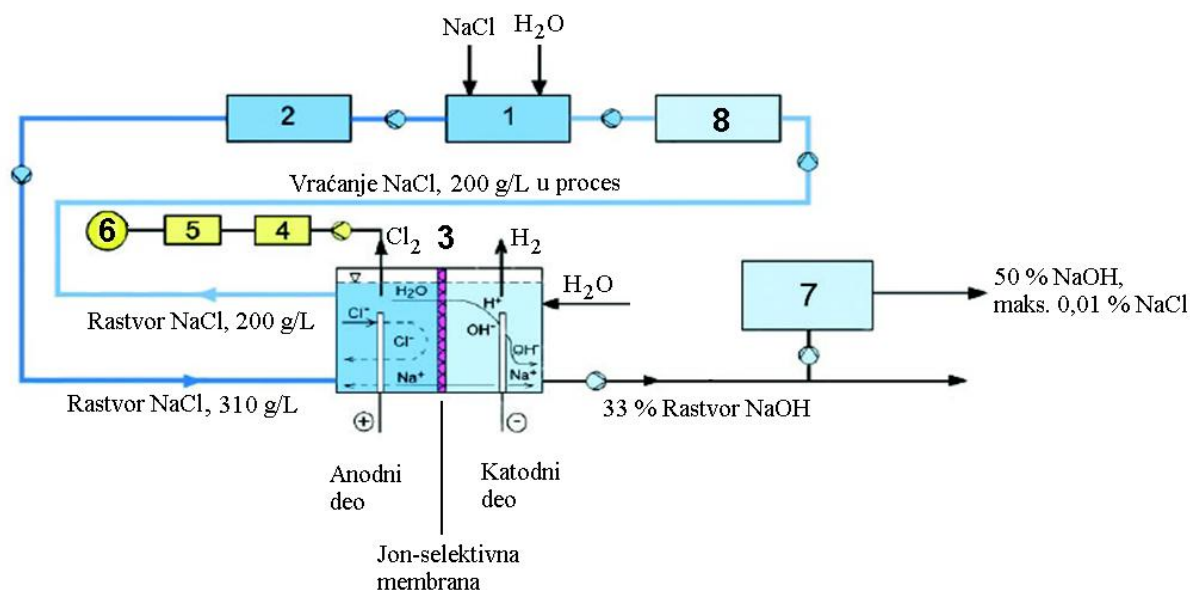 NaCl H₂O
2
1
8
Vraćanje NaCl, 200 g/L u proces
6
5
4
Cl₂
3
H₂
H₂O
Cl⁻
Cl⁻
Na⁺
H⁺
OH⁻
OH⁻
Na⁺
H₂O
Rastvor NaCl, 200 g/L
Rastvor NaCl, 310 g/L
7
50 % NaOH,
maks. 0,01 % NaCl
33 % Rastvor NaOH
+
−
Anodni
deo
Katodni
deo
Jon-selektivna
membrana